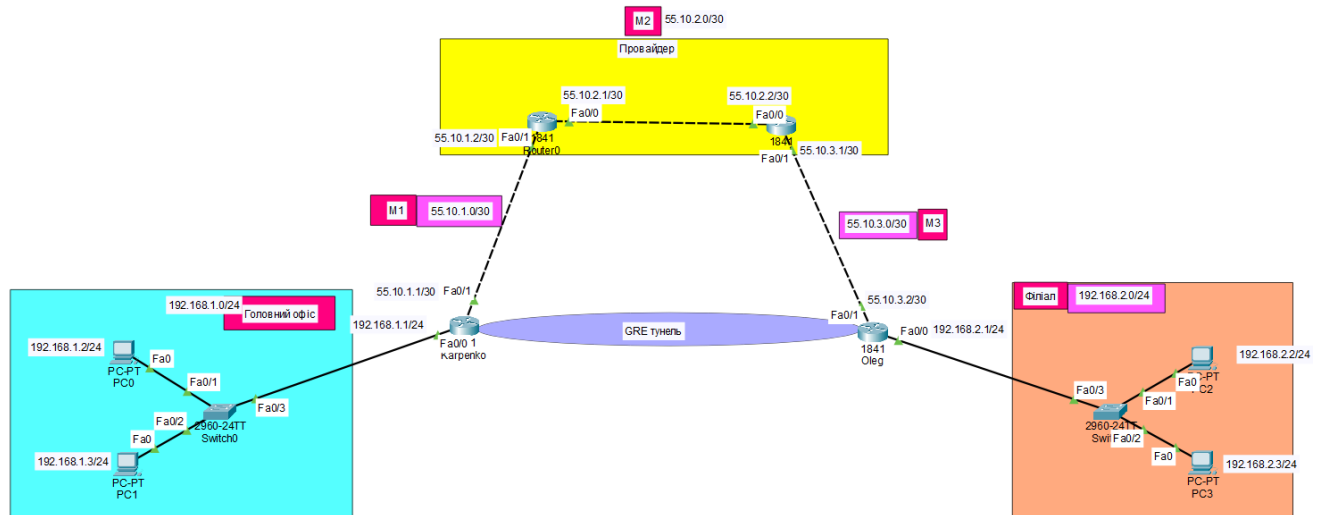 M2
55.10.2.0/30
Провайдер
55.10.2.1/30
Fa0/0
55.10.2.2/30
Fa0/0
55.10.1.2/30
Fa0/1
1841
Router0
1841
Fa0/1
55.10.3.1/30
M1
55.10.1.0/30
55.10.3.0/30
M3
55.10.1.1/30
Fa0/1
192.168.1.1/24
Fa0/0
1
Karpenko
GRE тунель
55.10.3.2/30
Fa0/1
Fa0/0
192.168.2.1/24
1841
Oleg
192.168.1.0/24
Головний офіс
192.168.1.2/24
Fa0
PC-PT
PC0
Fa0/1
Fa0/2
Fa0/3
2960-24TT
Switch0
Fa0
192.168.1.3/24
PC-PT
PC1
Філіал
192.168.2.0/24
192.168.2.2/24
Fa0
PC-PT
PC2
Fa0/3
Fa0/1
2960-24TT
Fa0/2
Fa0
192.168.2.3/24
PC-PT
PC3